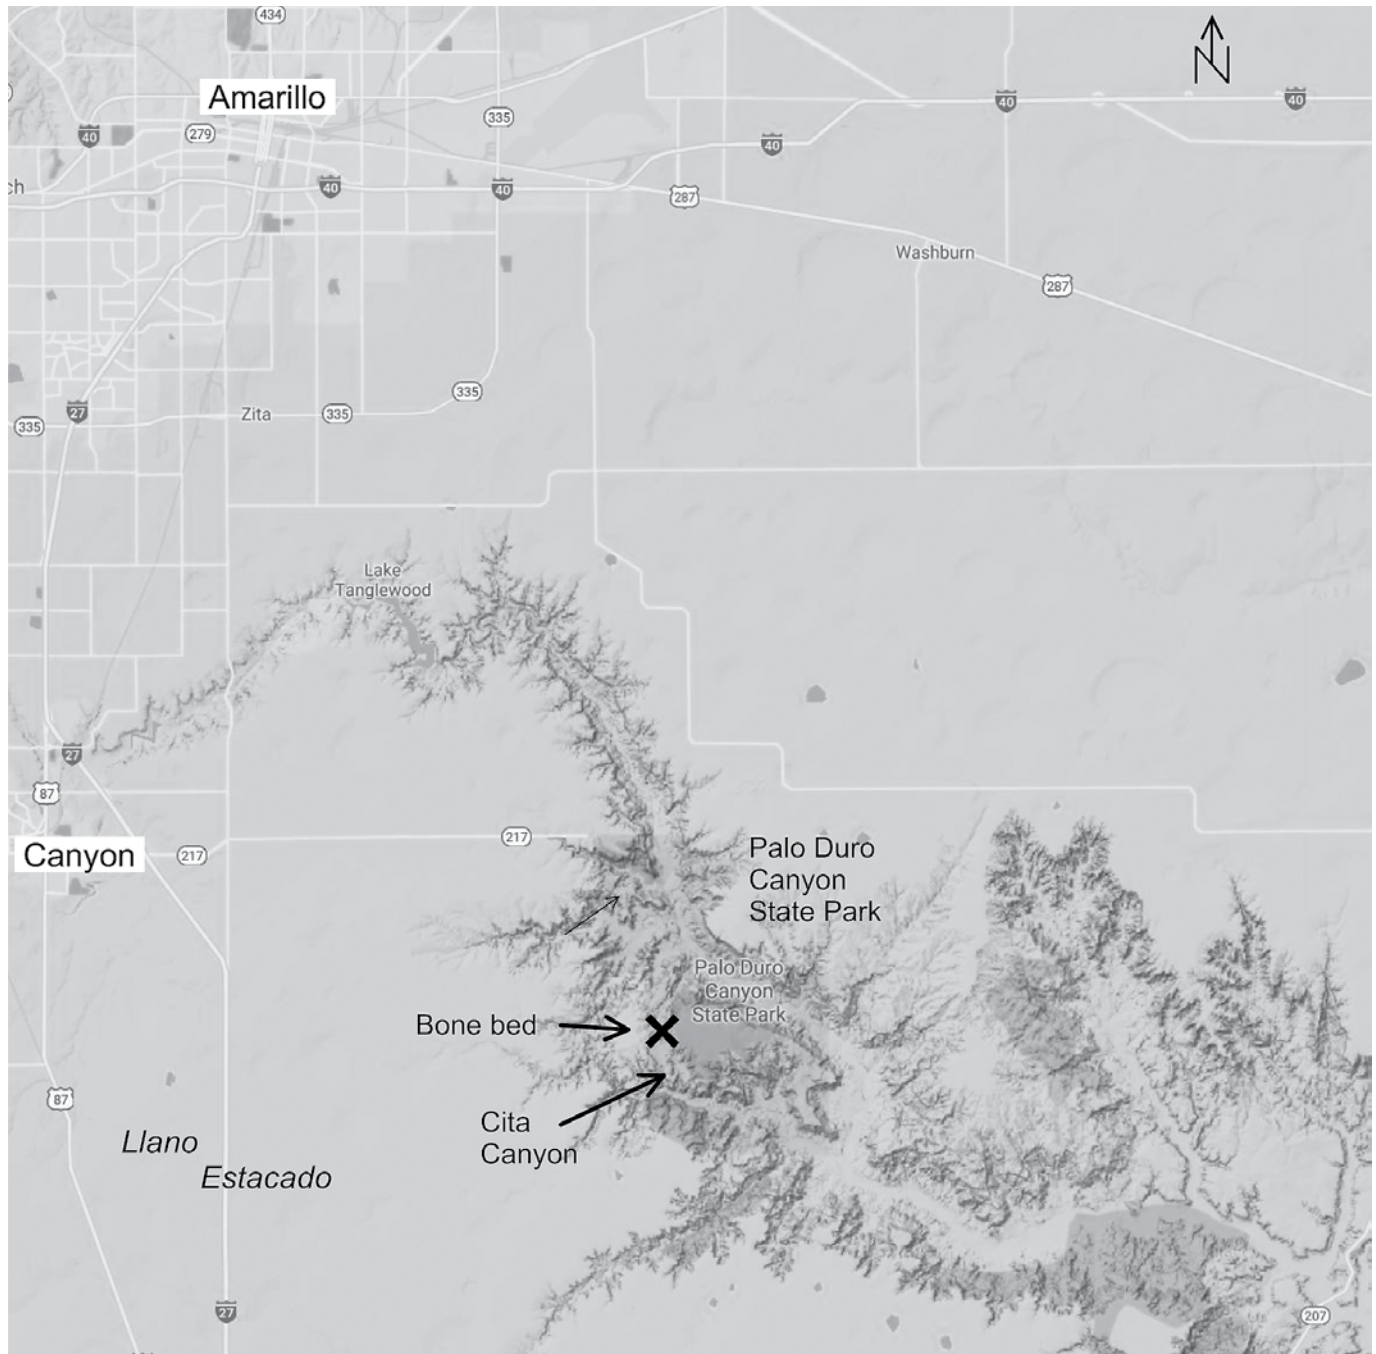 434
N
Amarillo
40
40
40
335
279
40
40
40
287
ch
Washburn
287
335
27
Zita
335
335
Lake
Tanglewood
27
87
217
217
Canyon
Palo Duro
Canyon
State Park
Palo Duro
Canyon
State Park
Bone bed
87
Cita
Canyon
Llano
Estacado
27
207